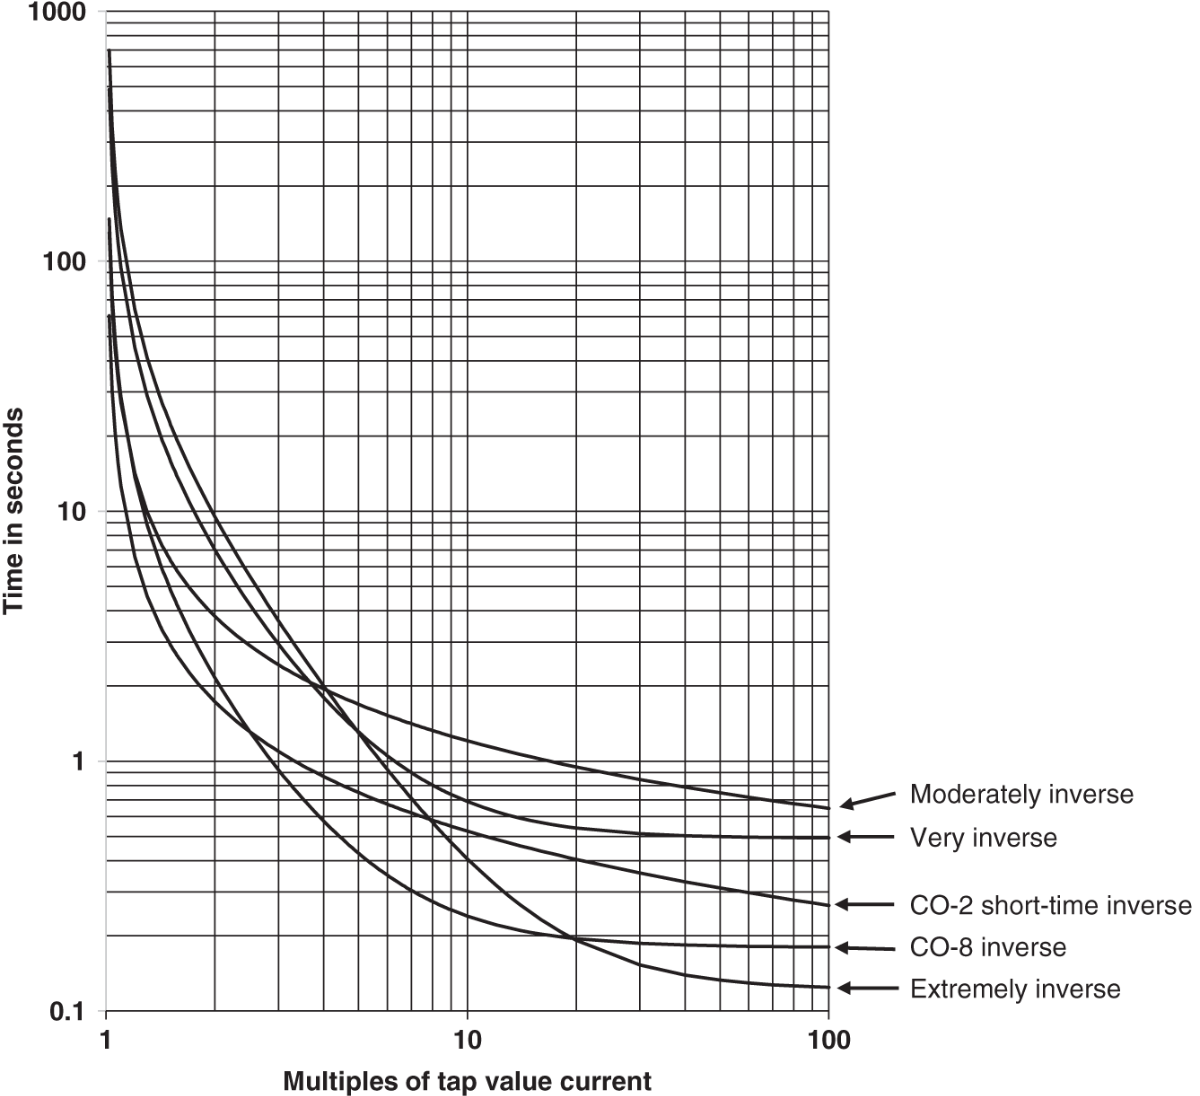 1000
100
10
1
0.1
Time in seconds
1
10
100
Multiples of tap value current
Moderately inverse
Very inverse
CO-2 short-time inverse
CO-8 inverse
Extremely inverse